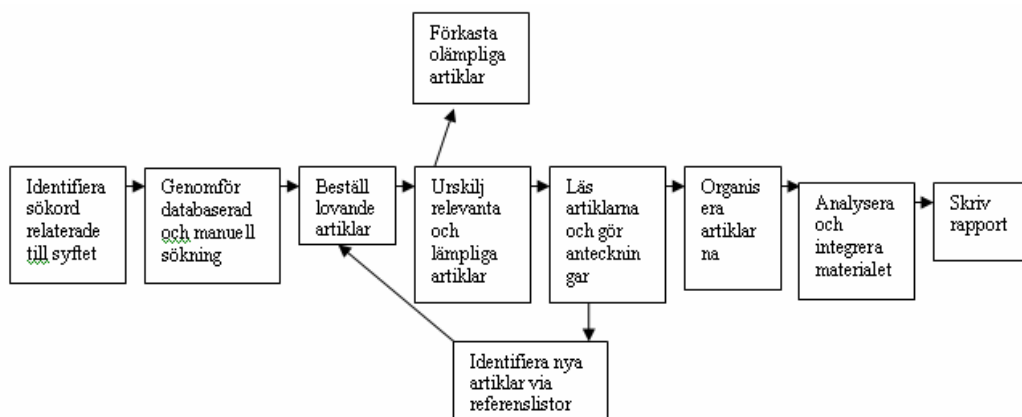 Förkasta
olämpliga
artiklar
Identifiera
sökord
relaterade
till syftet
Genomför
databaserad
och manuell
sökning
Beställ
lovande
artiklar
Urskilj
relevanta
och
lämpliga
artiklar
Läs
artiklarna
och gör
antecknin
gar
Organis
era
artiklar
na
Analysera
och
integrera
materialet
Skriv
rapport
Identifiera nya
artiklar via
referenslistor